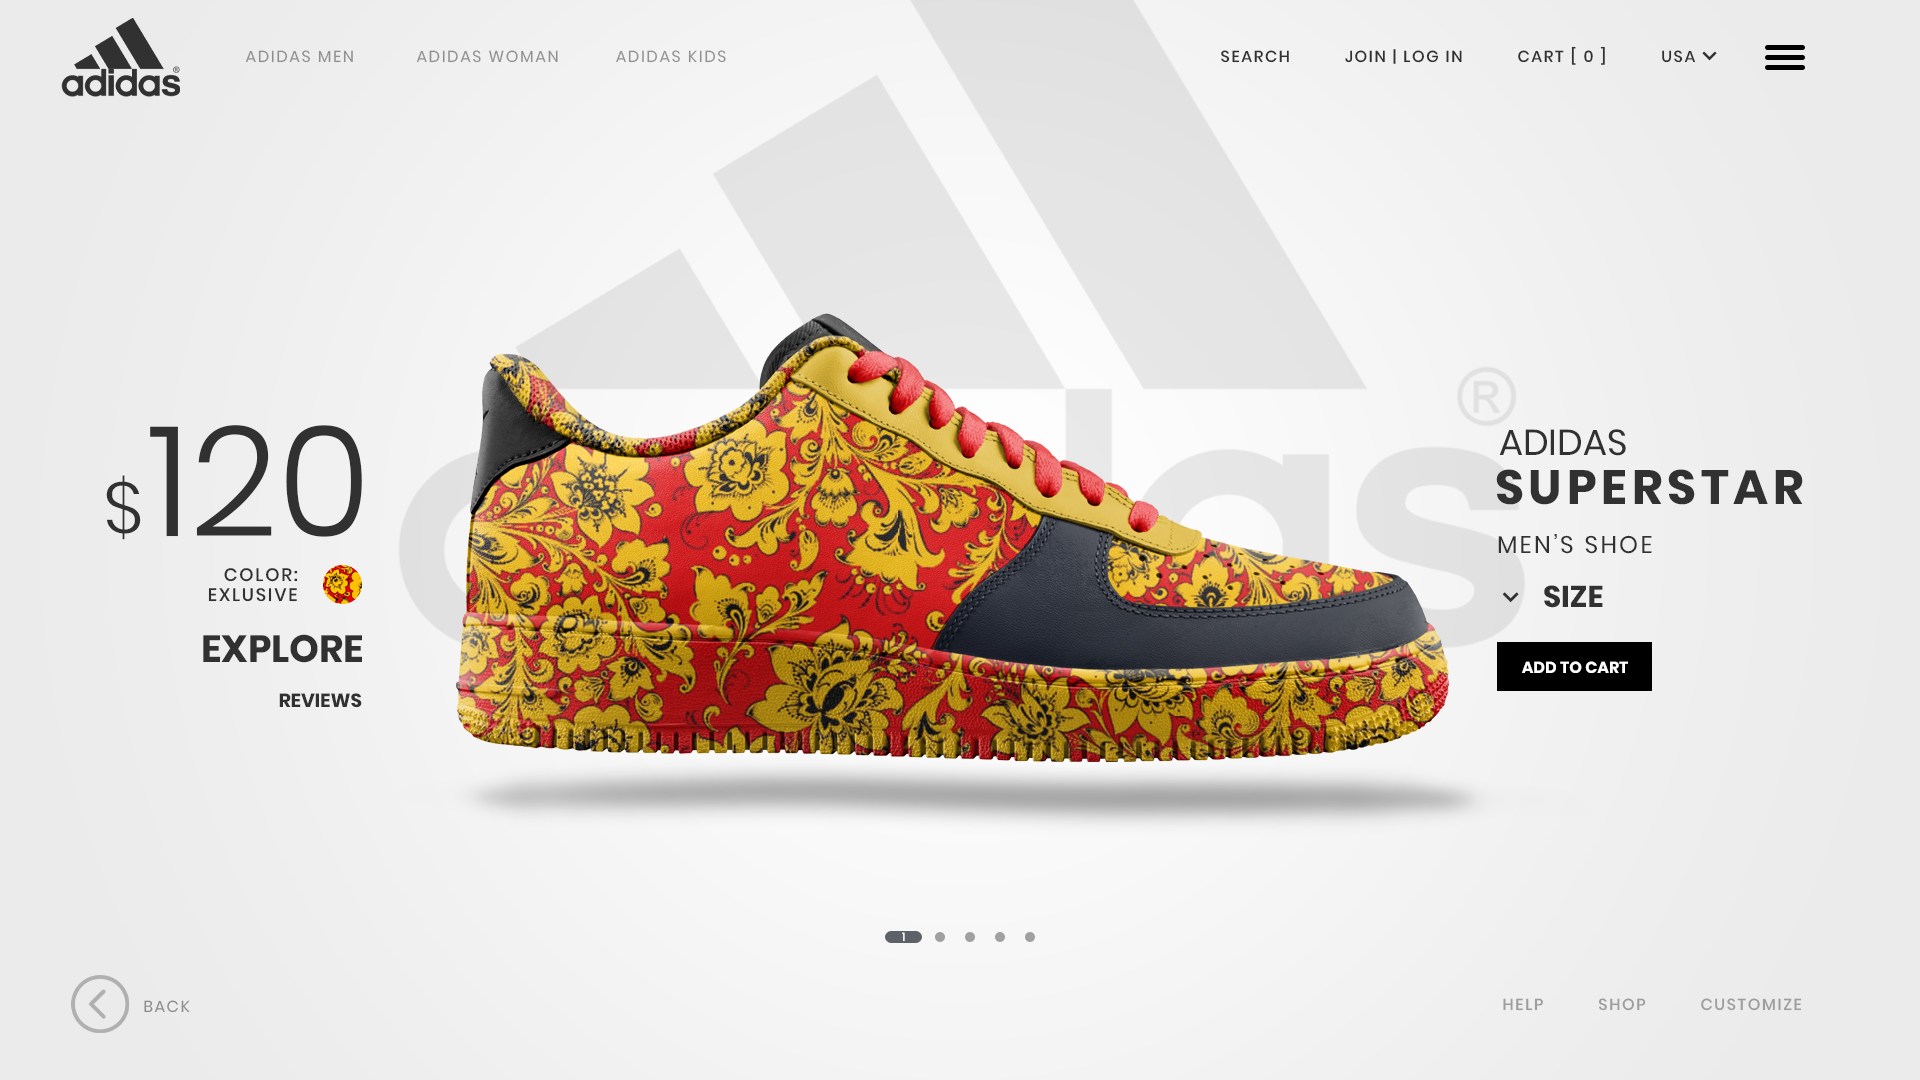 adidas®
ADIDAS MEN
ADIDAS WOMAN
ADIDAS KIDS
SEARCH
JOIN | LOG IN
CART [ 0 ]
USA
adidas
®
$120
COLOR:
EXLUSIVE
EXPLORE
REVIEWS
ADIDAS
SUPERSTAR
MEN'S SHOE
SIZE
ADD TO CART
1
BACK
HELP
SHOP
CUSTOMIZE